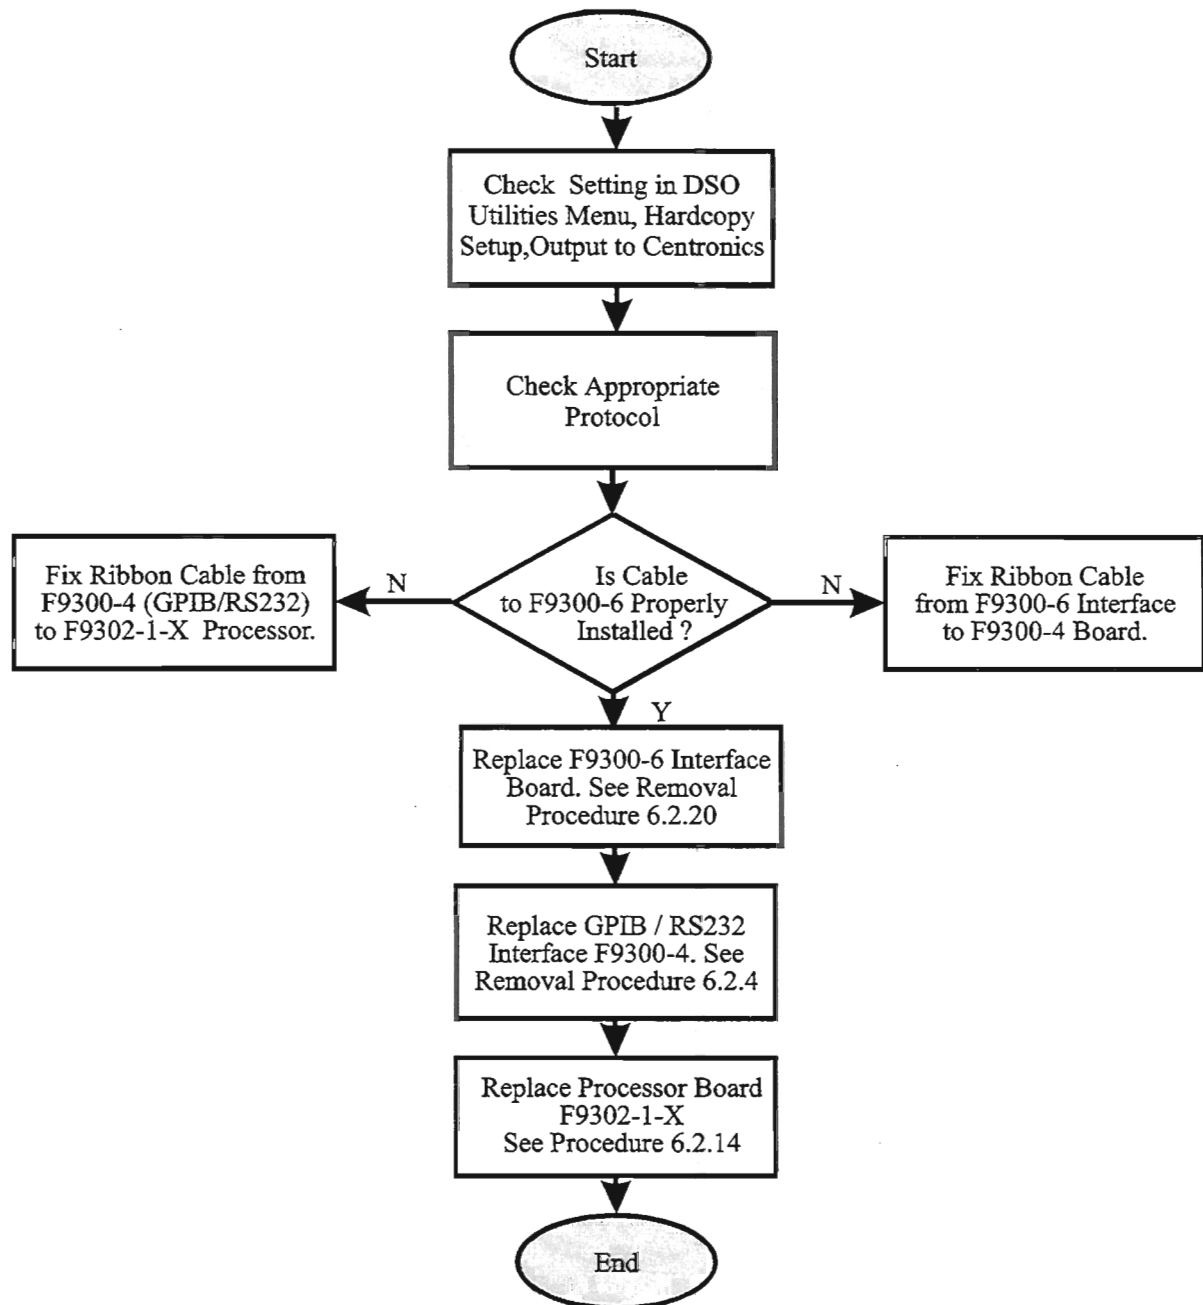 Start
Check Setting in DSO
Utilities Menu, Hardcopy
Setup,Output to Centronics
Check Appropriate
Protocol
Is Cable
to F9300-6 Properly
Installed ?
N
Fix Ribbon Cable from
F9300-4 (GPIB/RS232)
to F9302-1-X Processor.
N
Fix Ribbon Cable
from F9300-6 Interface
to F9300-4 Board.
Y
Replace F9300-6 Interface
Board. See Removal
Procedure 6.2.20
Replace GPIB / RS232
Interface F9300-4. See
Removal Procedure 6.2.4
Replace Processor Board
F9302-1-X
See Procedure 6.2.14
End